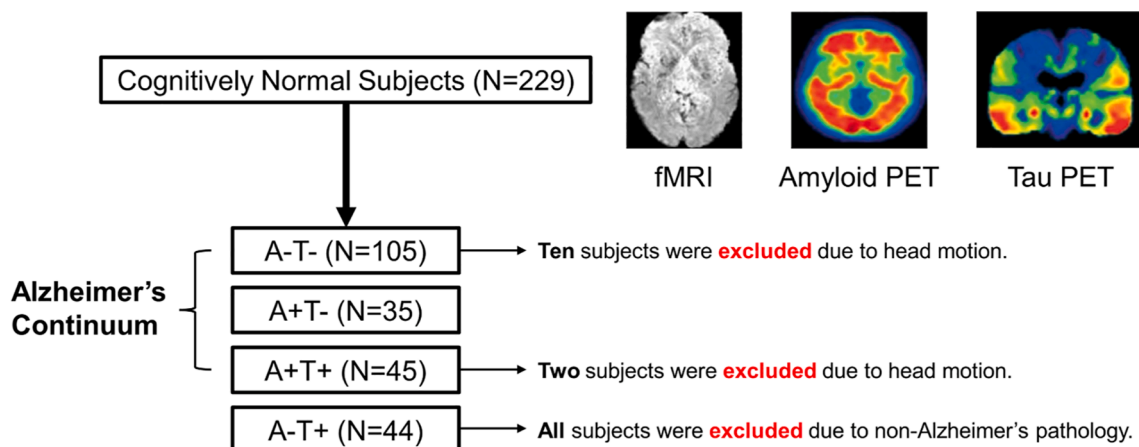 Cognitively Normal Subjects (N=229)
fMRI
Amyloid PET
Tau PET
Alzheimer's
Continuum
A-T- (N=105)
Ten subjects were excluded due to head motion.
A+T- (N=35)
A+T+ (N=45)
Two subjects were excluded due to head motion.
A-T+ (N=44)
All subjects were excluded due to non-Alzheimer's pathology.